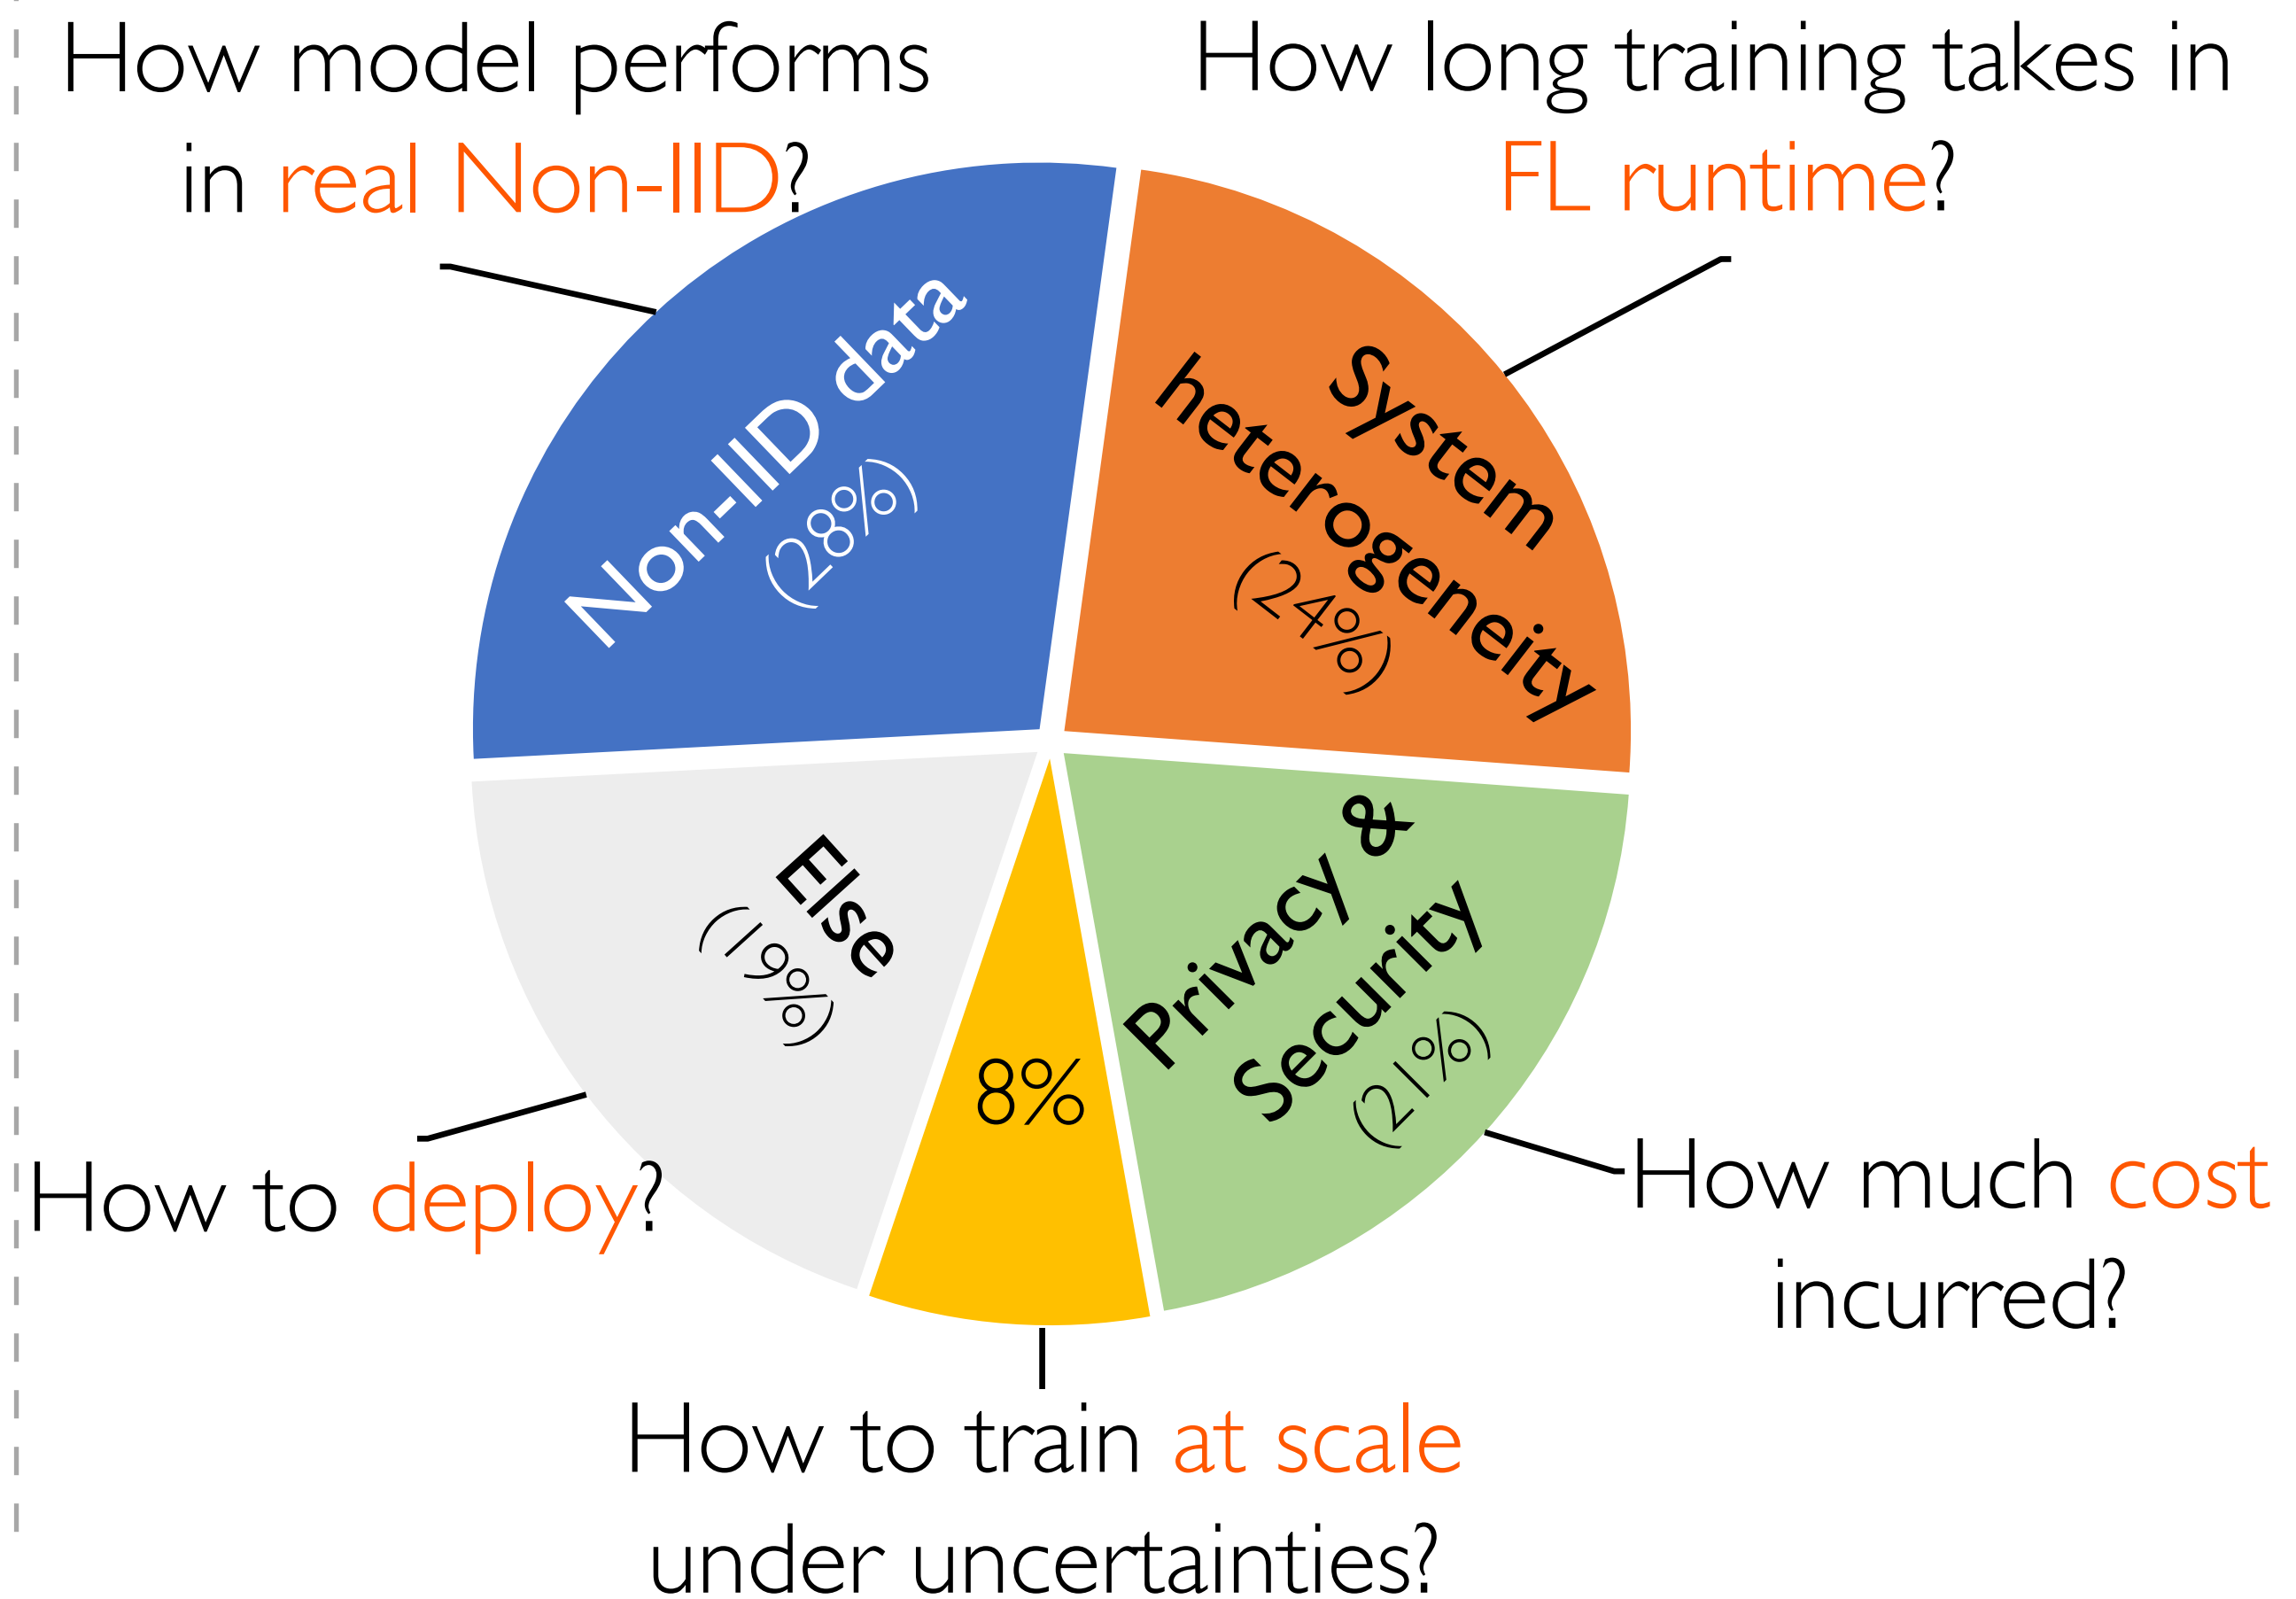 How model performs
in real Non-IID?
How long training takes in
FL runtime?
Non-IID data
(28%)
System
heterogeneity
(24%)
Privacy &
Security
(21%)
Else
(19%)
8%
How to deploy?
How much cost
incurred?
How to train at scale
under uncertainties?